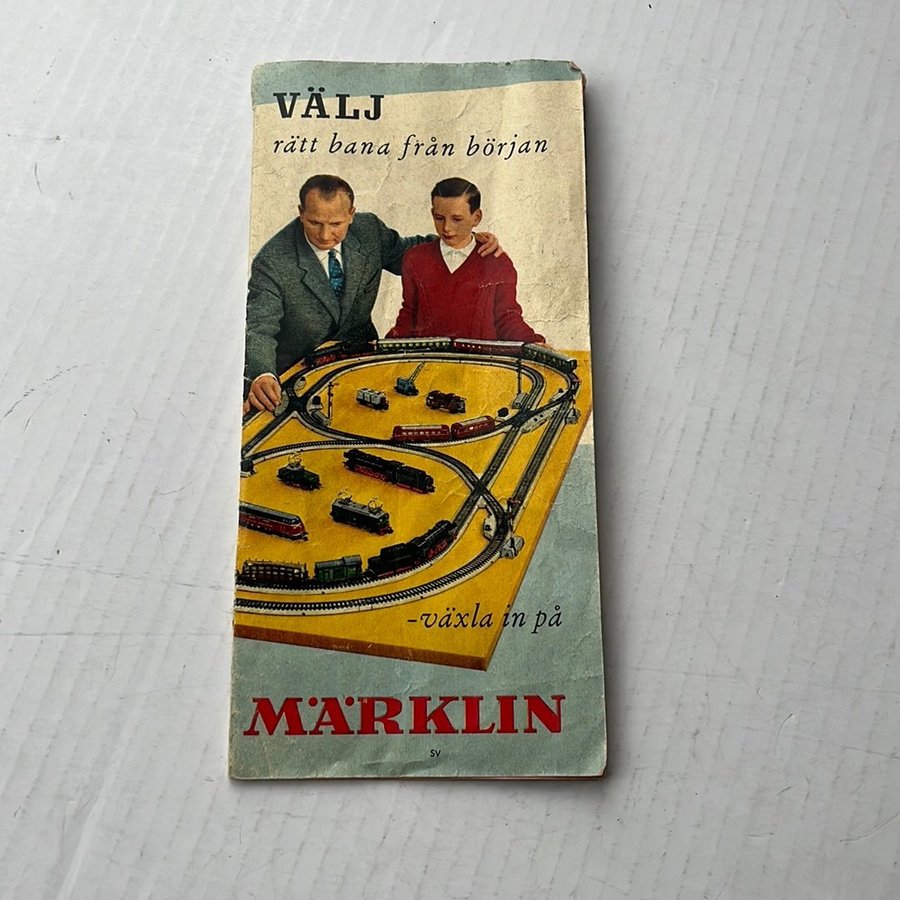 VÄLJ
rätt bana från början
-växla in på
MÄRKLIN
SV